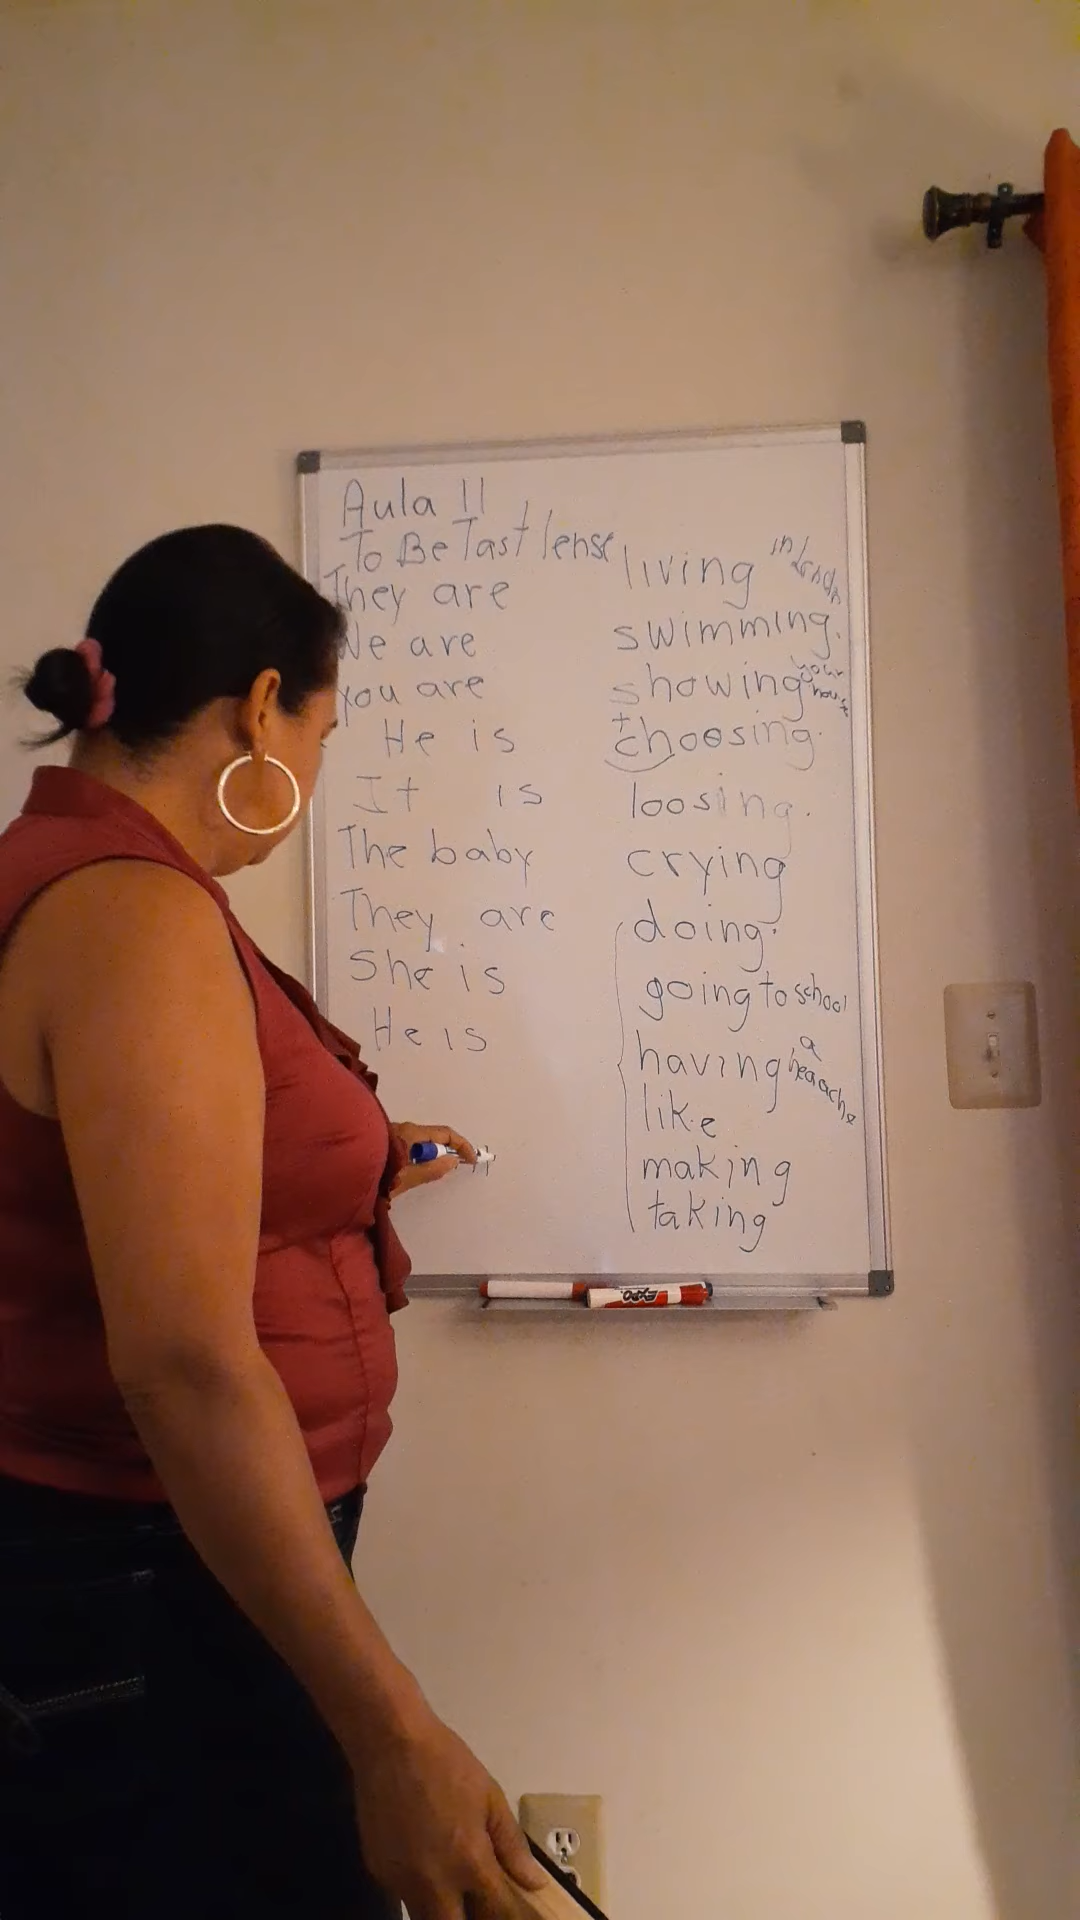 Aula 11
To Be Past Tense
They are living in London
We are swimming.
you are showing your house
He is choosing.
It is loosing.
The baby crying
They are doing.
She is going to school
He is having a heaache
like
making
taking
EXPO